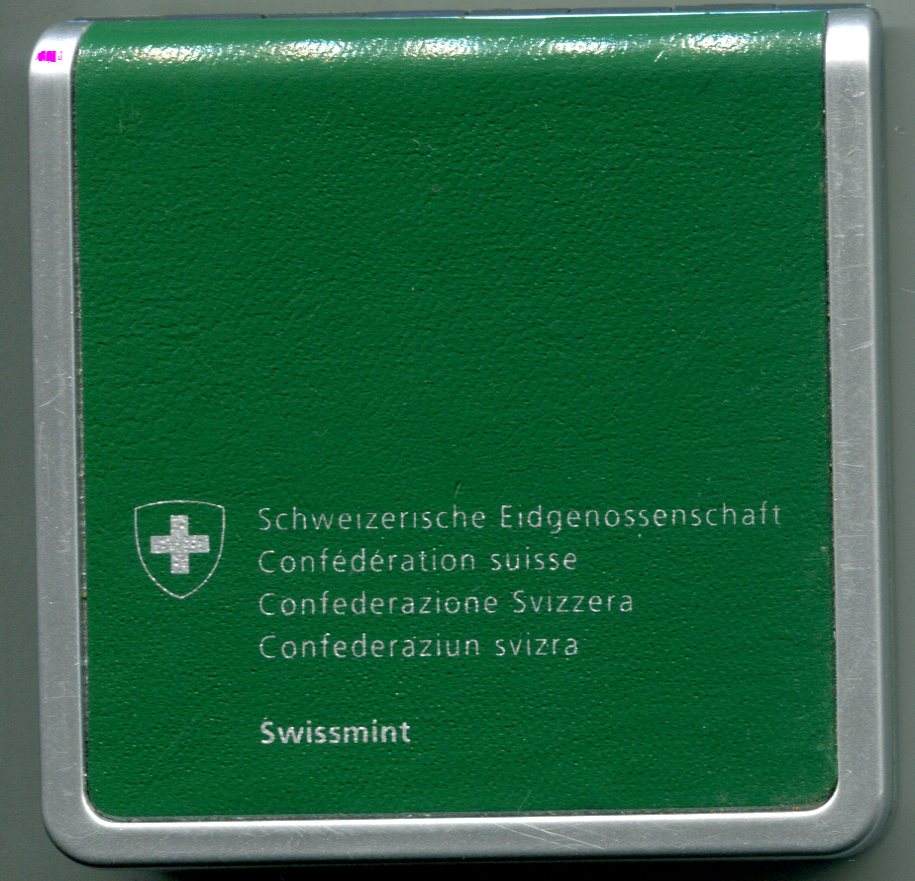 Schweizerische Eidgenossenschaft
Confédération suisse
Confederazione Svizzera
Confederaziun svizra
Swissmint